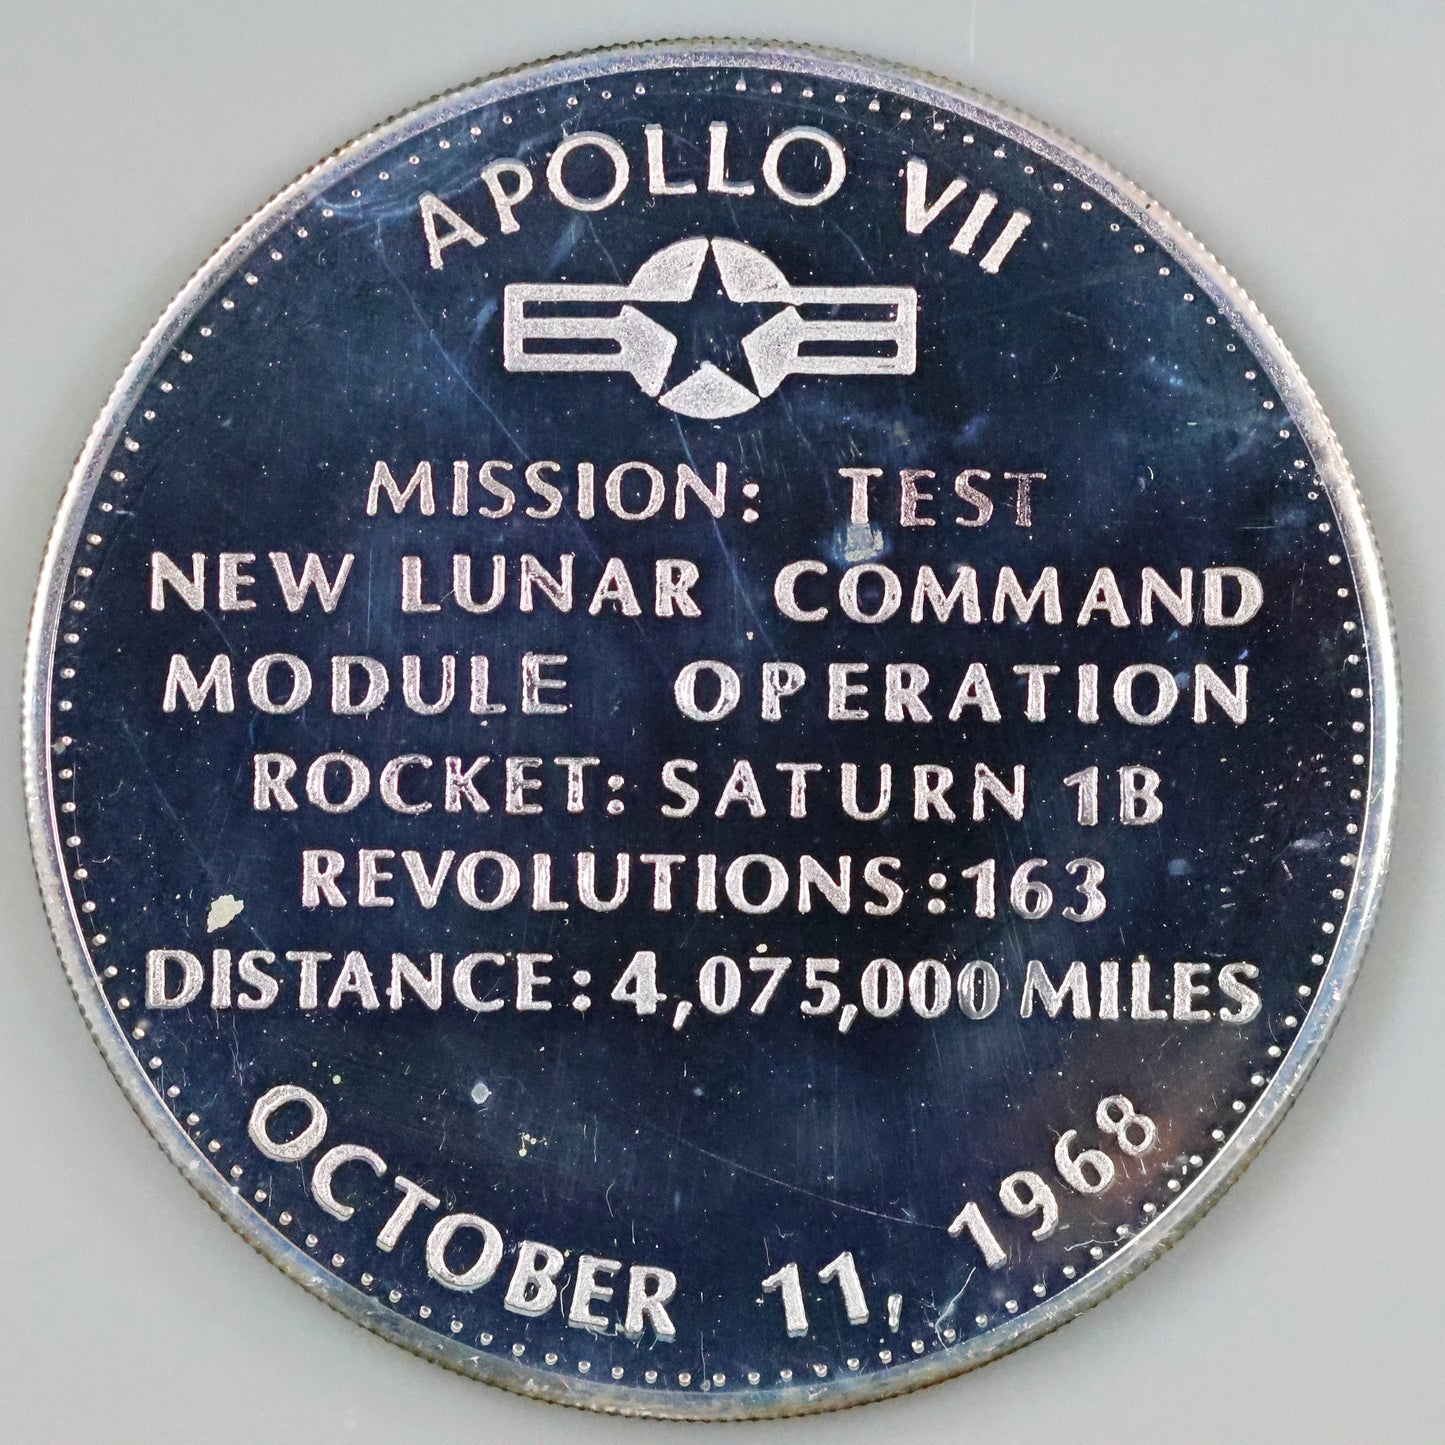 APOLLO VII
MISSION: TEST
NEW LUNAR COMMAND
MODULE OPERATION
ROCKET: SATURN 1B
REVOLUTIONS:163
DISTANCE: 4,075,000 MILES
OCTOBER 11, 1968